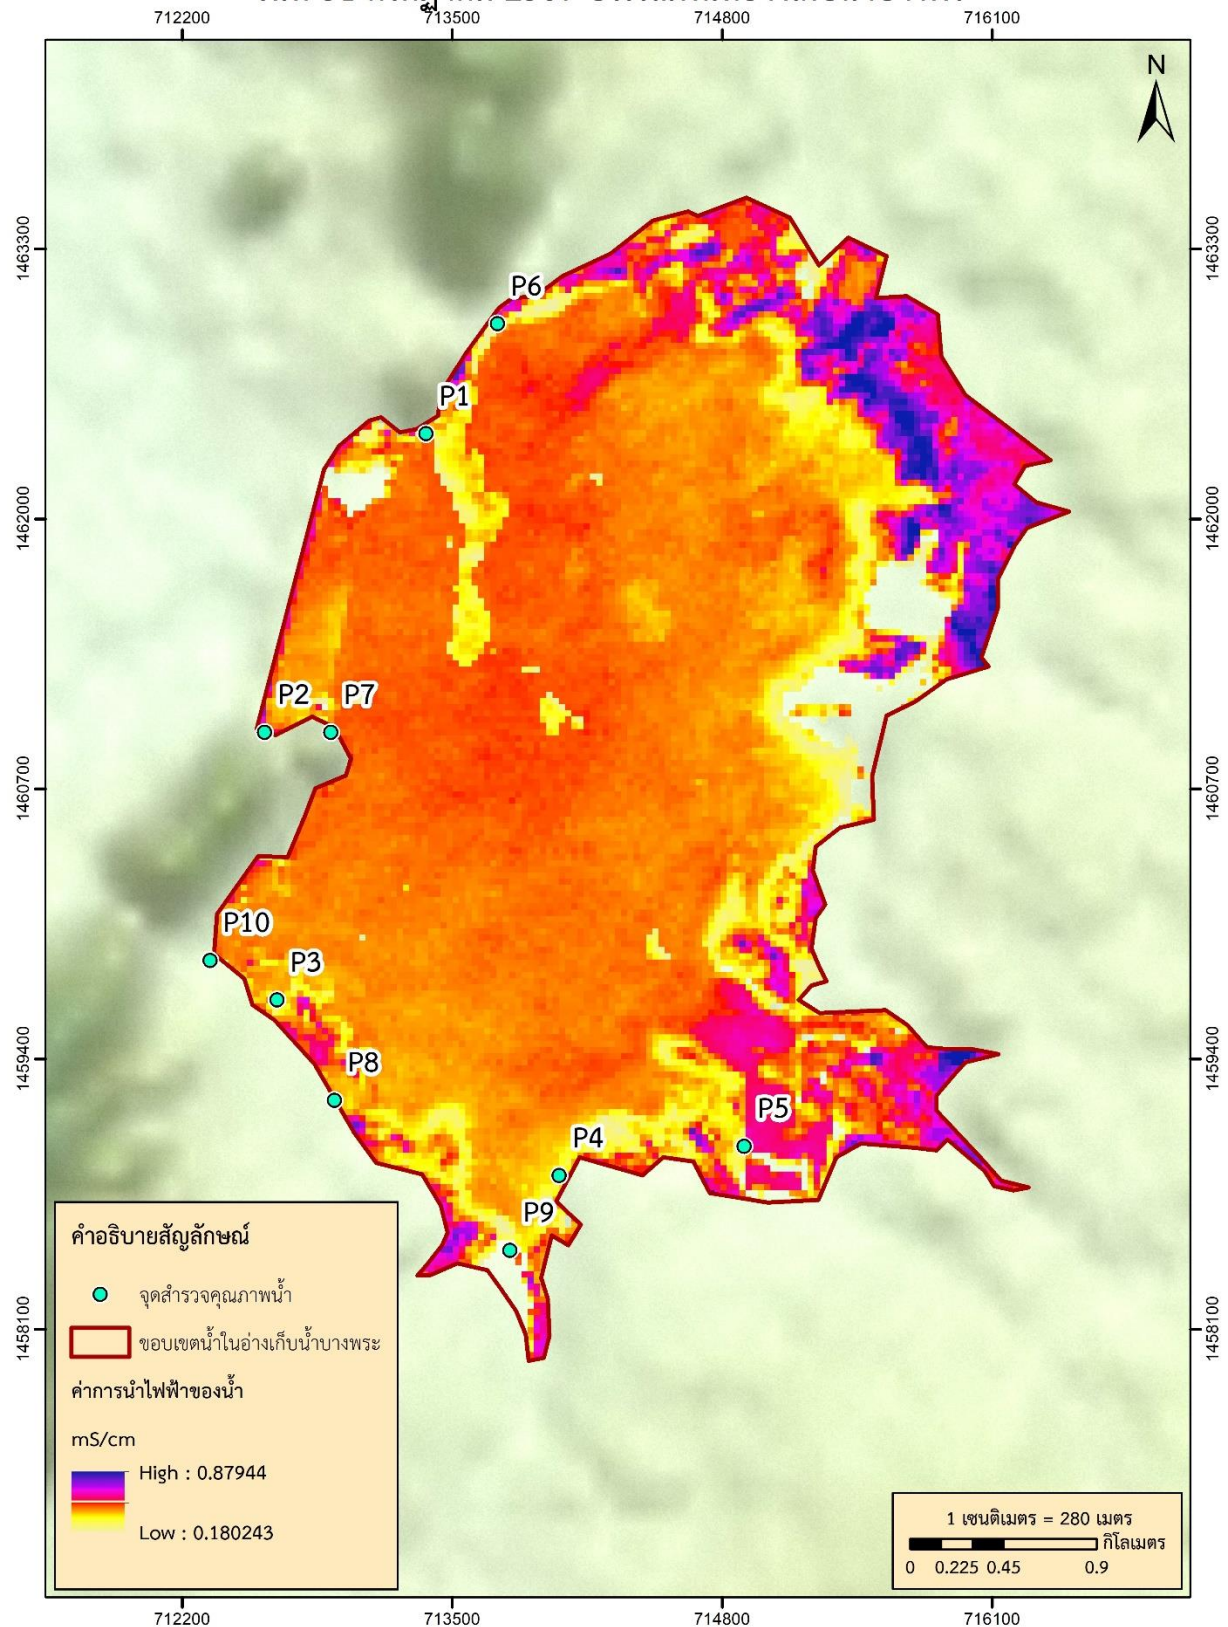 712200 713500 714800 716100
N
1463300 1463300
P6
P1
1462000 1462000
P2 P7
1460700 1460700
P10
P3
1459400 1459400
P8
P5
P4
P9
คำอธิบายสัญลักษณ์
จุดสำรวจคุณภาพน้ำ
ขอบเขตน้ำในอ่างเก็บน้ำบางพระ
ค่าการนำไฟฟ้าของน้ำ
mS/cm
High : 0.87944
Low : 0.180243
1458100 1458100
1 เซนติเมตร = 280 เมตร
กิโลเมตร
0 0.225 0.45 0.9
712200 713500 714800 716100